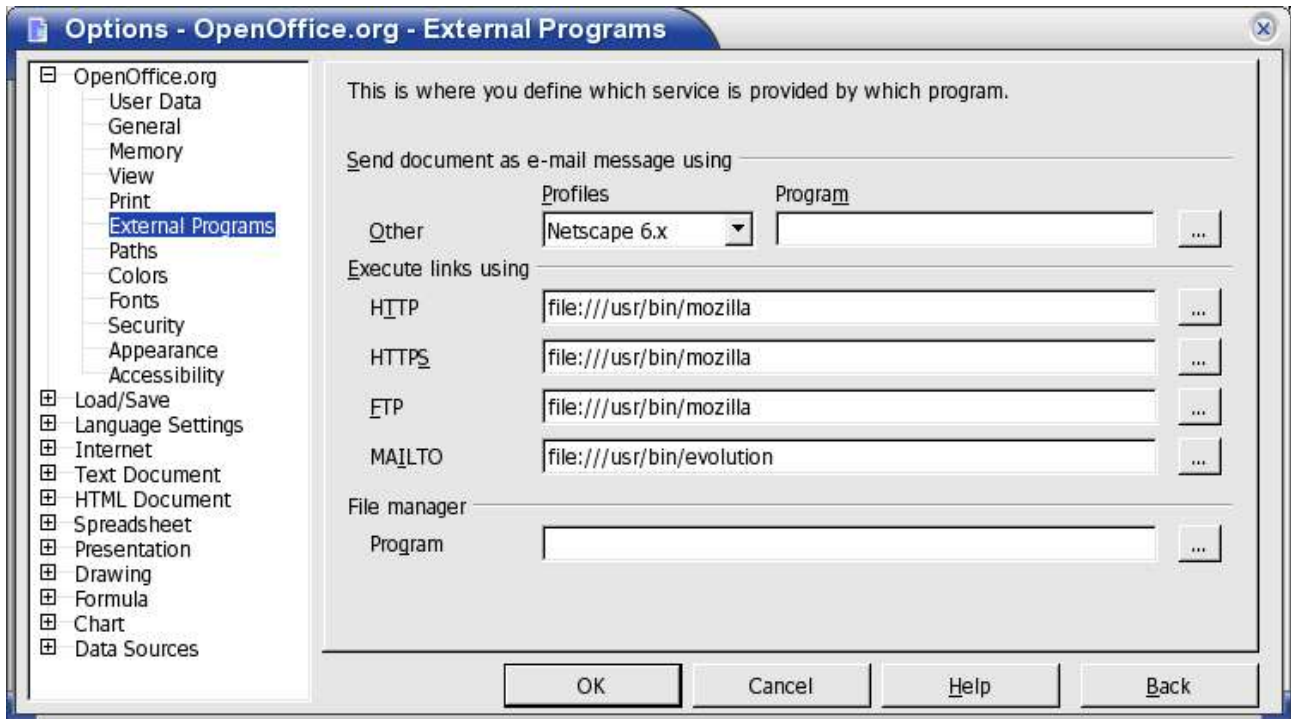 Options - OpenOffice.org - External Programs
OpenOffice.org
User Data
General
Memory
View
Print
External Programs
Paths
Colors
Fonts
Security
Appearance
Accessibility
Load/Save
Language Settings
Internet
Text Document
HTML Document
Spreadsheet
Presentation
Drawing
Formula
Chart
Data Sources
This is where you define which service is provided by which program.
Send document as e-mail message using
Profiles Program
Other Netscape 6.x ...
Execute links using
HTTP file:///usr/bin/mozilla ...
HTTPS file:///usr/bin/mozilla ...
FTP file:///usr/bin/mozilla ...
MAILTO file:///usr/bin/evolution ...
File manager
Program ...
OK Cancel Help Back